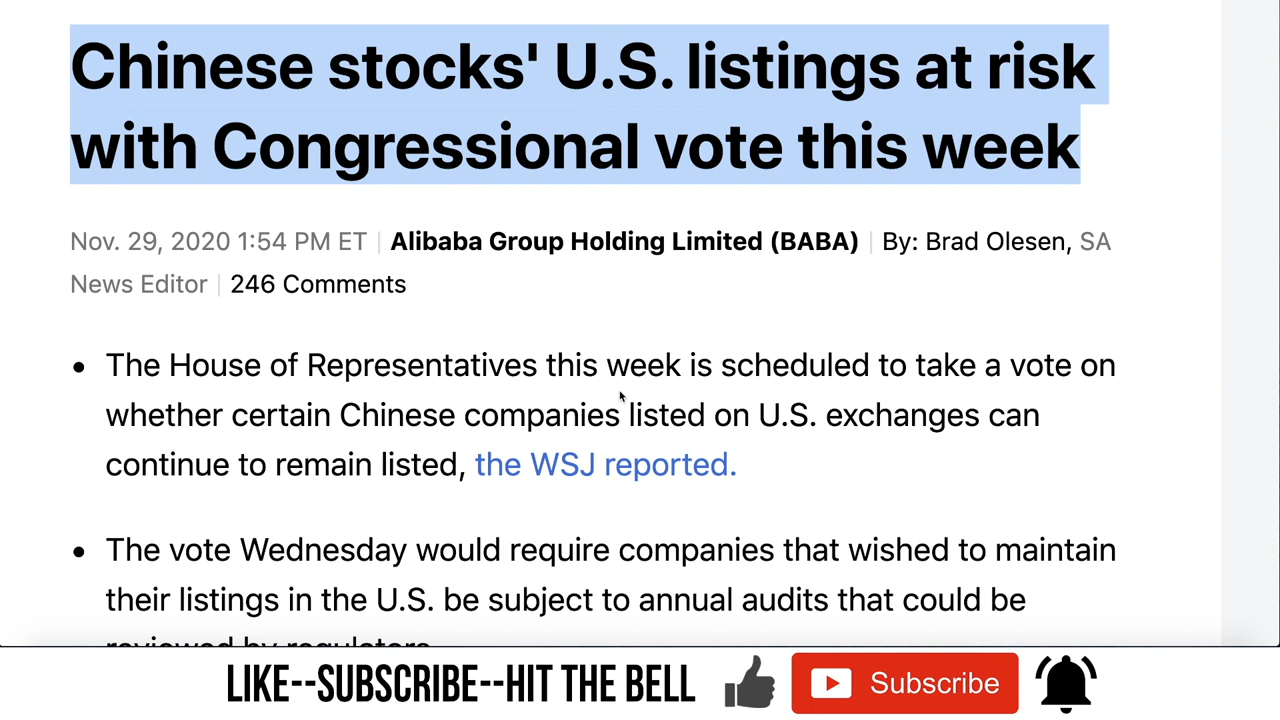 Chinese stocks' U.S. listings at risk
with Congressional vote this week
Nov. 29, 2020 1:54 PM ET | Alibaba Group Holding Limited (BABA) | By: Brad Olesen, SA
News Editor | 246 Comments
• The House of Representatives this week is scheduled to take a vote on
whether certain Chinese companies listed on U.S. exchanges can
continue to remain listed, the WSJ reported.
• The vote Wednesday would require companies that wished to maintain
their listings in the U.S. be subject to annual audits that could be
reviewed by regulators.
LIKE--SUBSCRIBE--HIT THE BELL
Subscribe